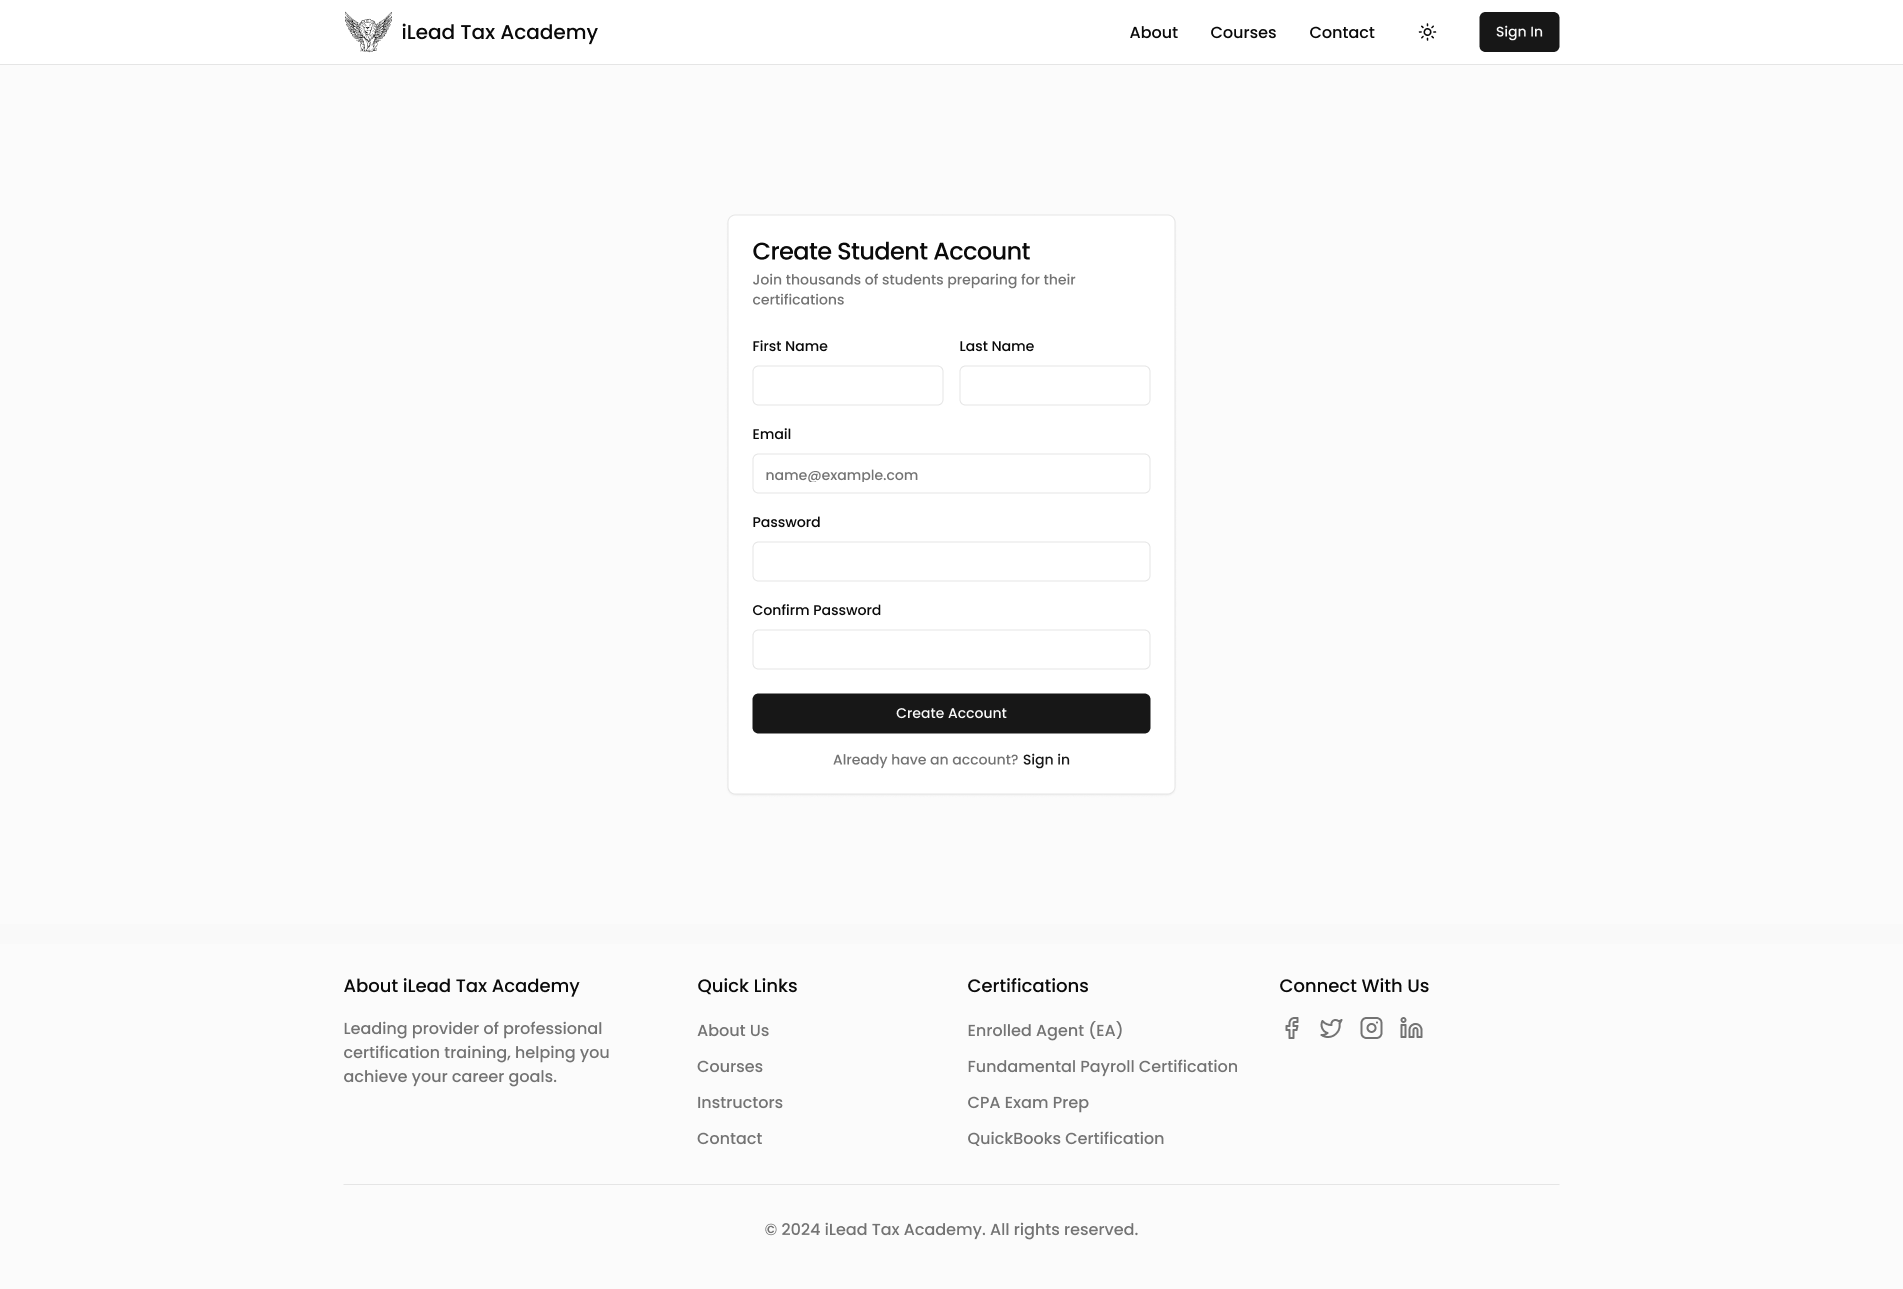 iLead Tax Academy
About
Courses
Contact
Sign In
Create Student Account
Join thousands of students preparing for their
certifications
First Name
Last Name
Email
name@example.com
Password
Confirm Password
Create Account
Already have an account? Sign in
About iLead Tax Academy
Leading provider of professional
certification training, helping you
achieve your career goals.
Quick Links
About Us
Courses
Instructors
Contact
Certifications
Enrolled Agent (EA)
Fundamental Payroll Certification
CPA Exam Prep
QuickBooks Certification
Connect With Us
© 2024 iLead Tax Academy. All rights reserved.